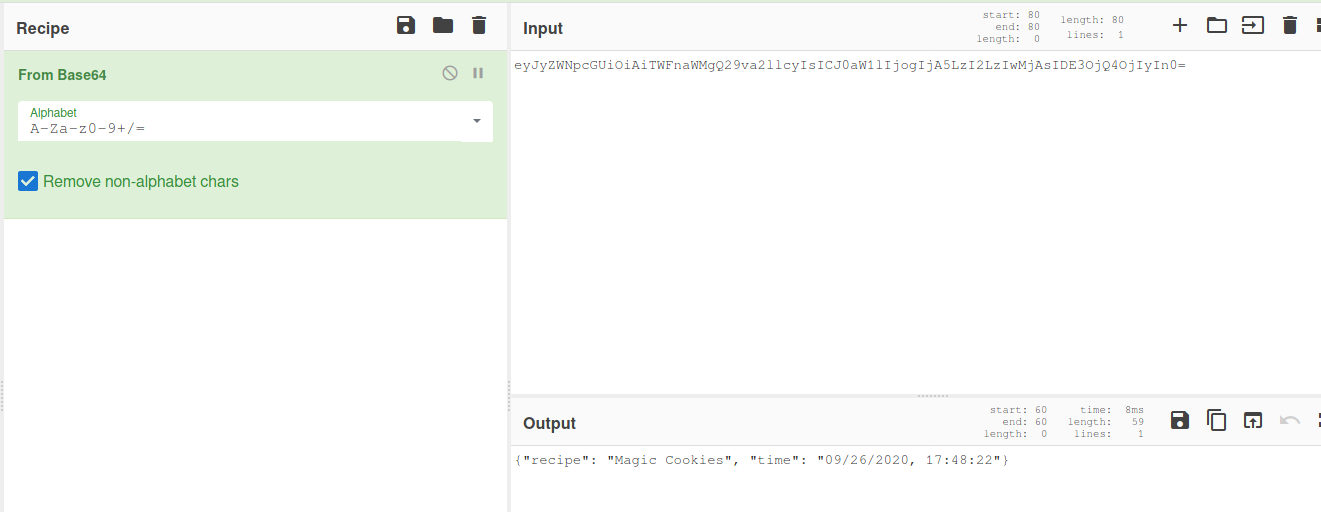 Recipe
From Base64
Alphabet
A-Za-z0-9+/=
Remove non-alphabet chars
Input
start: 80
end: 80
length: 0
length: 80
lines: 1
eyJyZWNpcGUiOiAiTWFnaWMgQ29va2llcyIsICJ0aW1lIjogIjA5LzI2LzIwMjAsIDE3OjQ4OjIyIn0=
Output
start: 60
end: 60
length: 0
time: 8ms
length: 59
lines: 1
{"recipe": "Magic Cookies", "time": "09/26/2020, 17:48:22"}